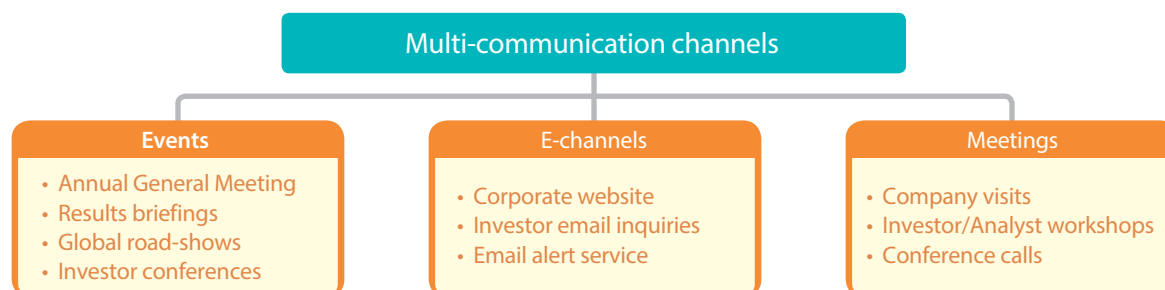 Multi-communication channels
Events
• Annual General Meeting
• Results briefings
• Global road-shows
• Investor conferences
E-channels
• Corporate website
• Investor email inquiries
• Email alert service
Meetings
• Company visits
• Investor/Analyst workshops
• Conference calls